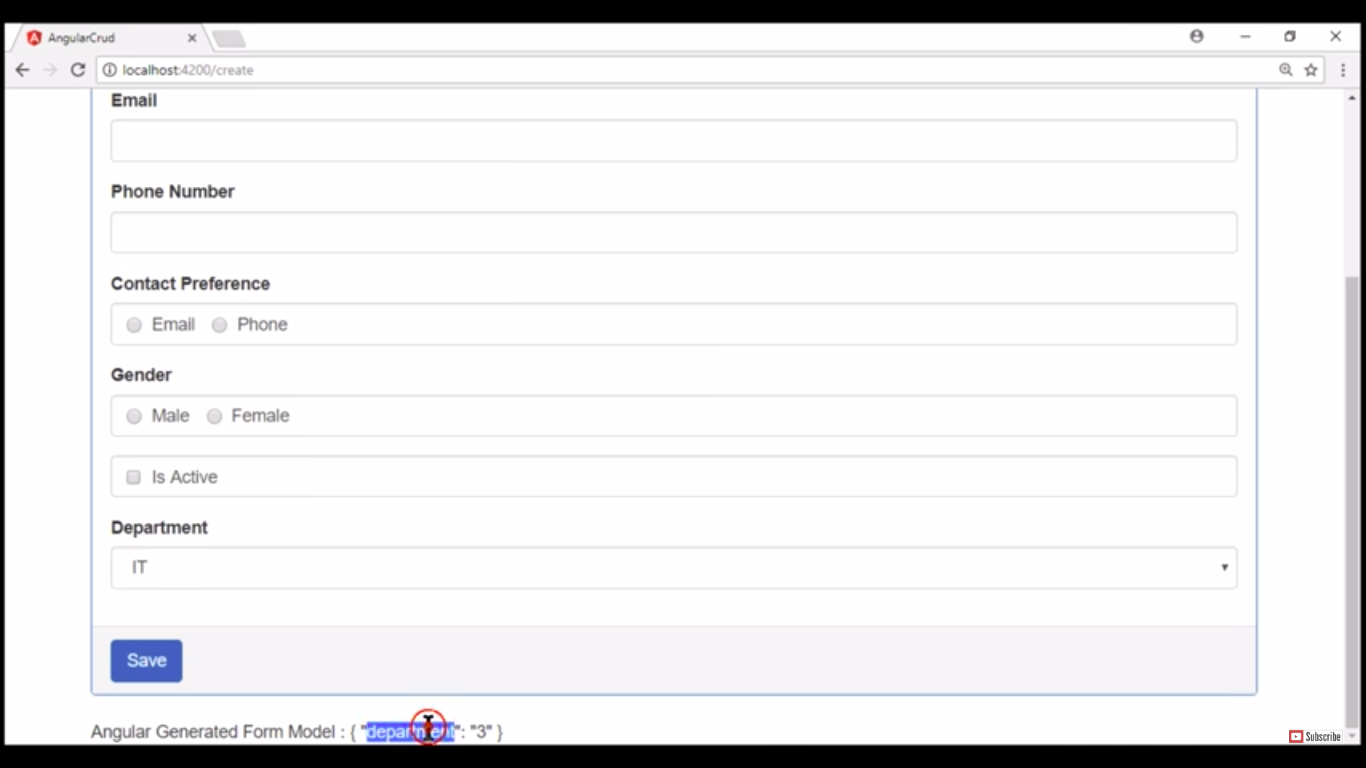 AngularCrud
localhost:4200/create
Email
Phone Number
Contact Preference
Email Phone
Gender
Male Female
Is Active
Department
IT
Save
Angular Generated Form Model : { "department": "3" }
Subscribe